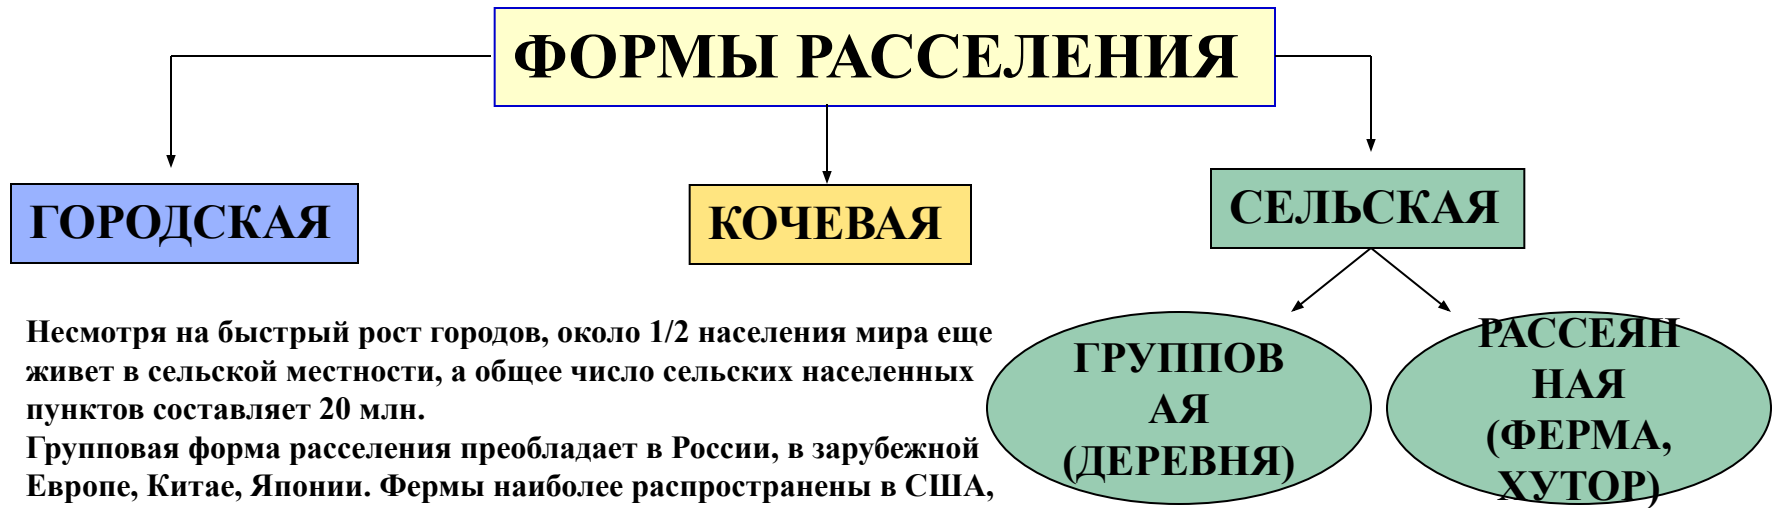 ФОРМЫ РАССЕЛЕНИЯ
ГОРОДСКАЯ
КОЧЕВАЯ
СЕЛЬСКАЯ
Несмотря на быстрый рост городов, около 1/2 населения мира еще
живет в сельской местности, а общее число сельских населенных
пунктов составляет 20 млн.
Групповая форма расселения преобладает в России, в зарубежной
Европе, Китае, Японии. Фермы наиболее распространены в США,
ГРУППОВ
АЯ
(ДЕРЕВНЯ)
РАССЕЯН
НАЯ
(ФЕРМА,
ХУТОР)